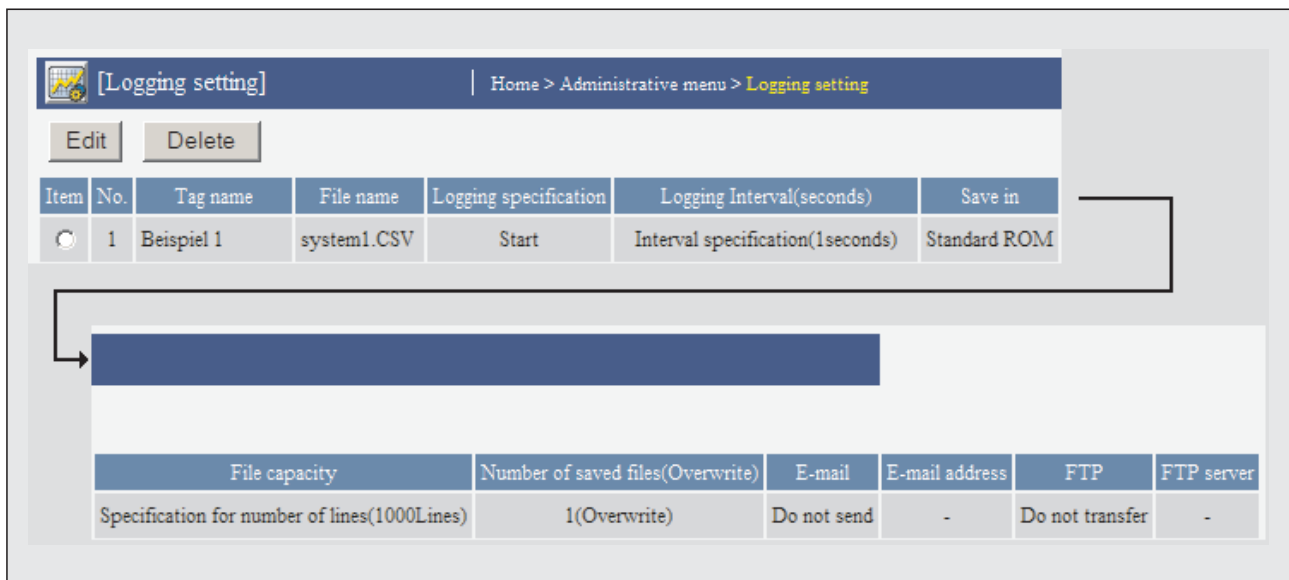 [Logging setting] Home > Administrative menu > Logging setting
Edit Delete
Item No. Tag name File name Logging specification Logging Interval(seconds) Save in
1 Beispiel 1 system1.CSV Start Interval specification(1seconds) Standard ROM
File capacity Number of saved files(Overwrite) E-mail E-mail address FTP FTP server
Specification for number of lines(1000Lines) 1(Overwrite) Do not send - Do not transfer -